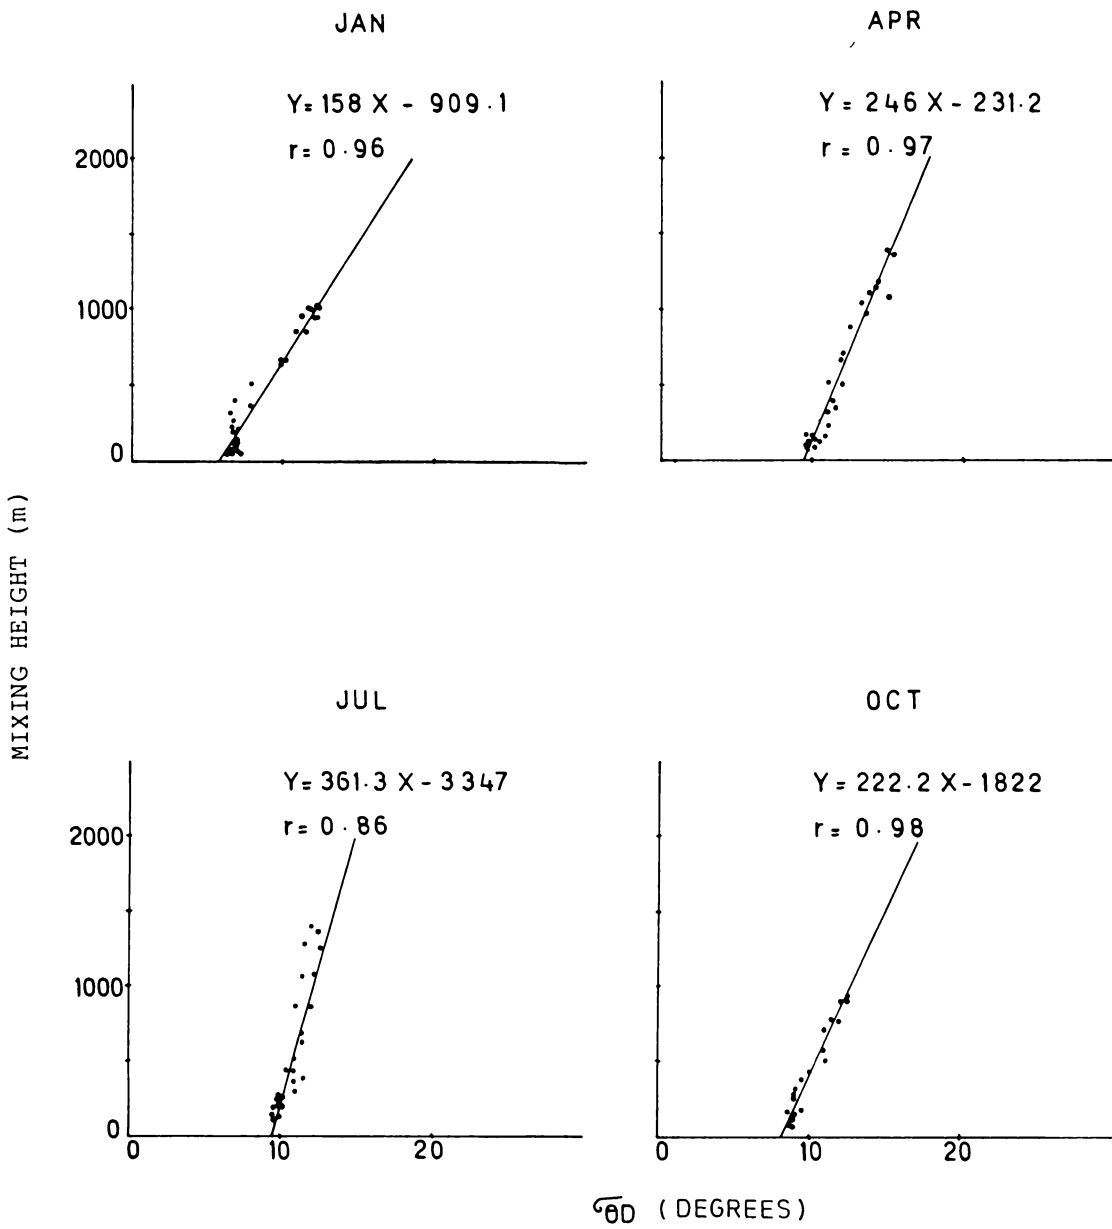 JAN
Y= 158 X - 909.1
r= 0.96
2000
1000
0
APR
Y= 246 X - 231.2
r= 0.97
MIXING HEIGHT (m)
JUL
Y= 361.3 X - 3347
r= 0.86
2000
1000
0
0 10 20
OCT
Y= 222.2 X - 1822
r= 0.98
0 10 20
σθD (DEGREES)